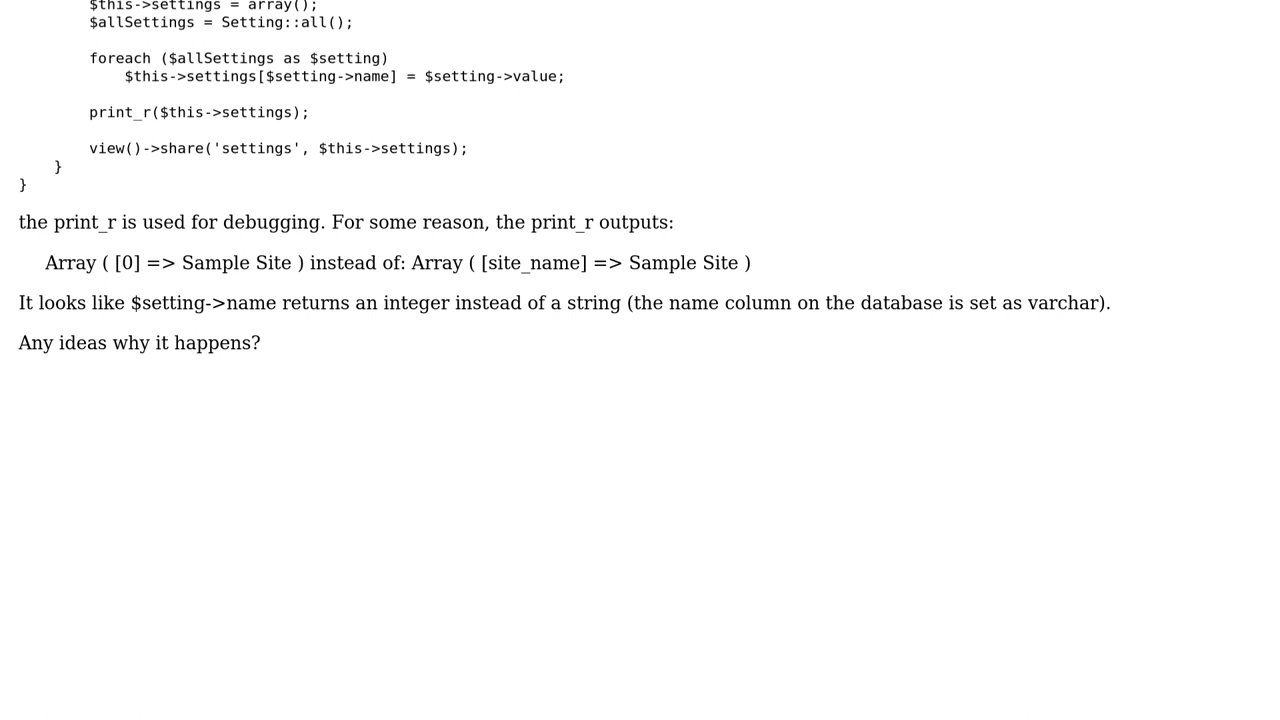 $this->settings = array();
$allSettings = Setting::all();
foreach ($allSettings as $setting)
$this->settings[$setting->name] = $setting->value;
print_r($this->settings);
view()->share('settings', $this->settings);
}
}
the print_r is used for debugging. For some reason, the print_r outputs:
Array ( [0] => Sample Site ) instead of: Array ( [site_name] => Sample Site )
It looks like $setting->name returns an integer instead of a string (the name column on the database is set as varchar).
Any ideas why it happens?